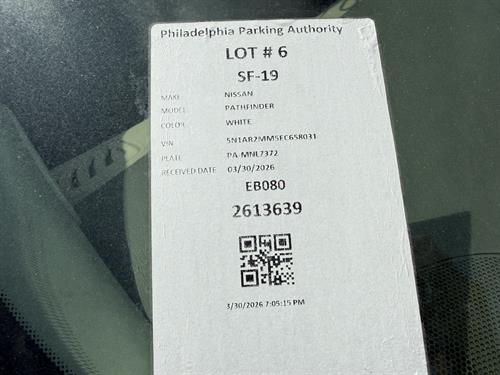 Philadelphia Parking Authority
LOT # 6
SF-19
MAKE NISSAN
MODEL PATHFINDER
COLOR WHITE
VIN 5N1AR2MM5EC658031
PLATE PA-MNL7372
RECEIVED DATE 03/30/2026
EB080
2613639
3/30/2026 7:05:15 PM